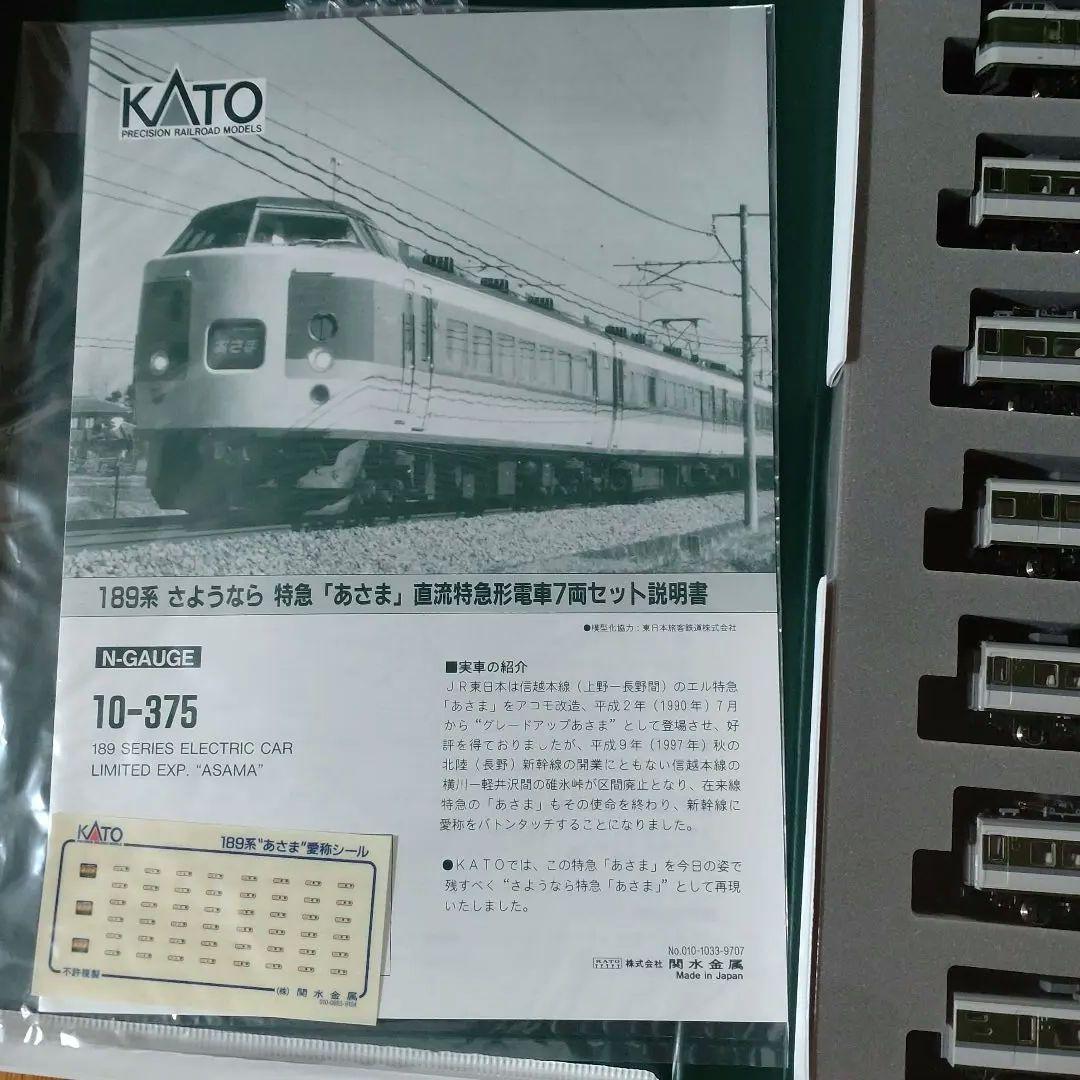 KATO
PRECISION RAILROAD MODELS
あさま
189系 さようなら 特急「あさま」直流特急形電車7両セット説明書
●模型化協力：東日本旅客鉄道株式会社
N-GAUGE
10-375
189 SERIES ELECTRIC CAR
LIMITED EXP. “ASAMA”
■実車の紹介
ＪＲ東日本は信越本線（上野ー長野間）のエル特急
「あさま」をアコモ改造、平成２年（1990年）７月
から“グレードアップあさま”として登場させ、好
評を得ておりましたが、平成９年（1997年）秋の
北陸（長野）新幹線の開業にともない信越本線の
横川ー軽井沢間の碓氷峠が区間廃止となり、在来線
特急の「あさま」もその使命を終わり、新幹線に
愛称をバトンタッチすることになりました。
●ＫＡＴＯでは、この特急「あさま」を今日の姿で
残すべく“さようなら特急「あさま」”として再現
いたしました。
No.010-1033-9707
KATO 株式会社 関水金属
Made in Japan
KATO
189系"あさま"愛称シール
不許複製
(株) 関水金属